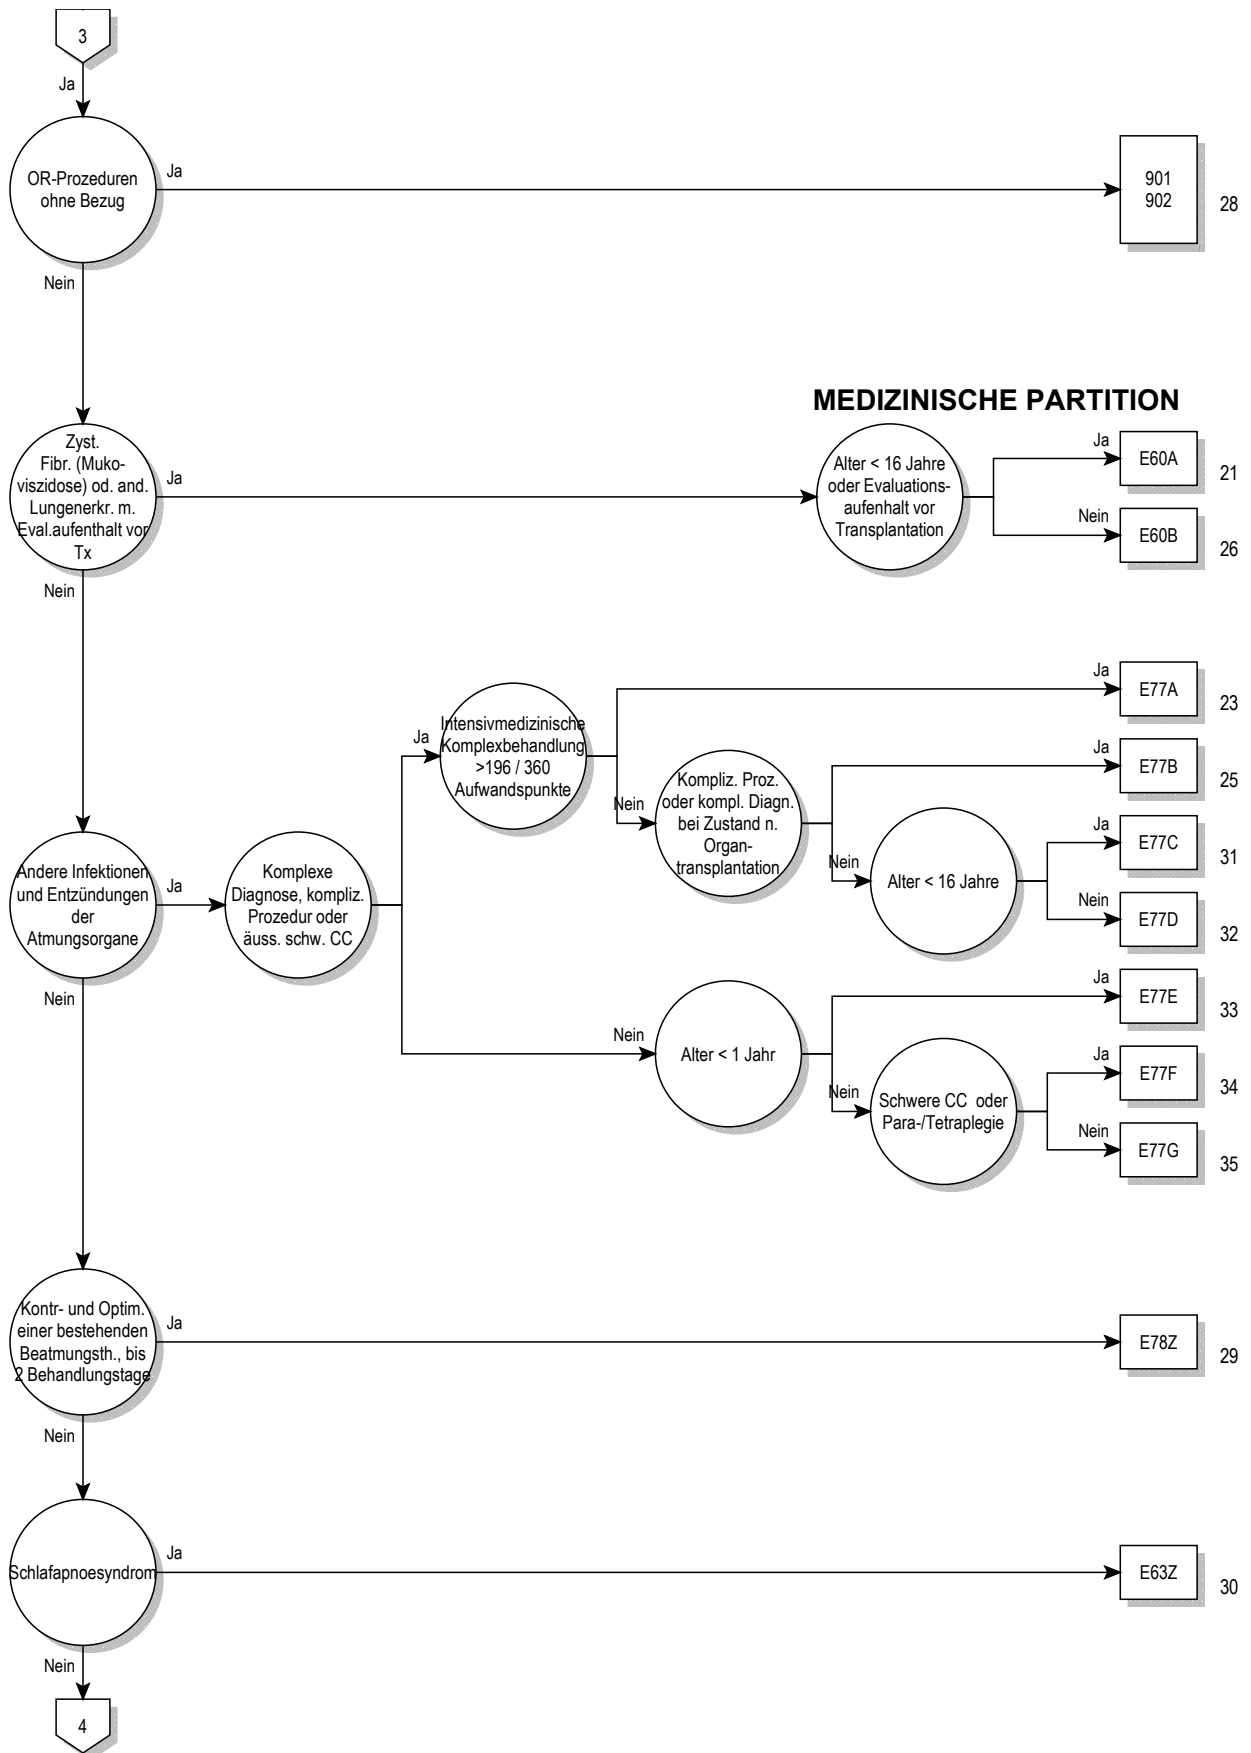 3
Ja
OR-Prozeduren
ohne Bezug
Ja
901
902
28
Nein
MEDIZINISCHE PARTITION
Zyst.
Fibr. (Muko-
viszidose) od. and.
Lungenerkr. m.
Eval.aufenthalt vor
Tx
Ja
Alter < 16 Jahre
oder Evaluations-
aufenhalt vor
Transplantation
Ja
E60A
21
Nein
E60B
26
Nein
Andere Infektionen
und Entzündungen
der
Atmungsorgane
Ja
Komplexe
Diagnose, kompliz.
Prozedur oder
äuss. schw. CC
Ja
Intensivmedizinische
Komplexbehandlung
>196 / 360
Aufwandspunkte
Ja
E77A
23
Nein
Kompliz. Proz.
oder kompl. Diagn.
bei Zustand n.
Organ-
transplantation
Ja
E77B
25
Nein
Alter < 16 Jahre
Ja
E77C
31
Nein
E77D
32
Nein
Alter < 1 Jahr
Ja
E77E
33
Nein
Schwere CC oder
Para-/Tetraplegie
Ja
E77F
34
Nein
E77G
35
Nein
Kontr- und Optim.
einer bestehenden
Beatmungsth., bis
2 Behandlungstage
Ja
E78Z
29
Nein
Schlafapnoesyndrom
Ja
E63Z
30
Nein
4